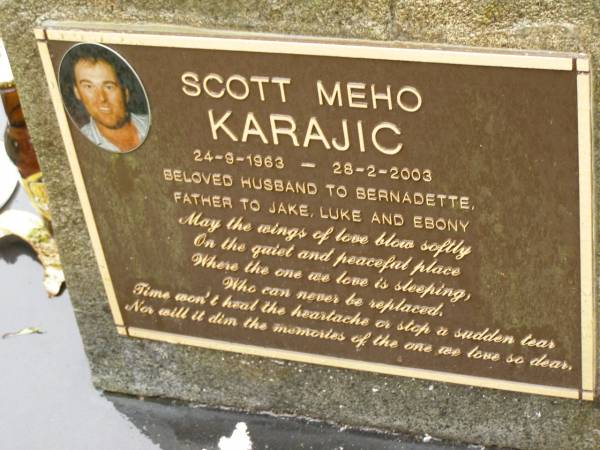 SCOTT MEHO
KARAJIC
24-9-1963 — 28-2-2003
BELOVED HUSBAND TO BERNADETTE,
FATHER TO JAKE, LUKE AND EBONY
May the wings of love blow softly
On the quiet and peaceful place
Where the one we love is sleeping,
Who can never be replaced.
Time won't heal the heartache or stop a sudden tear
Nor will it dim the memories of the one we love so dear.